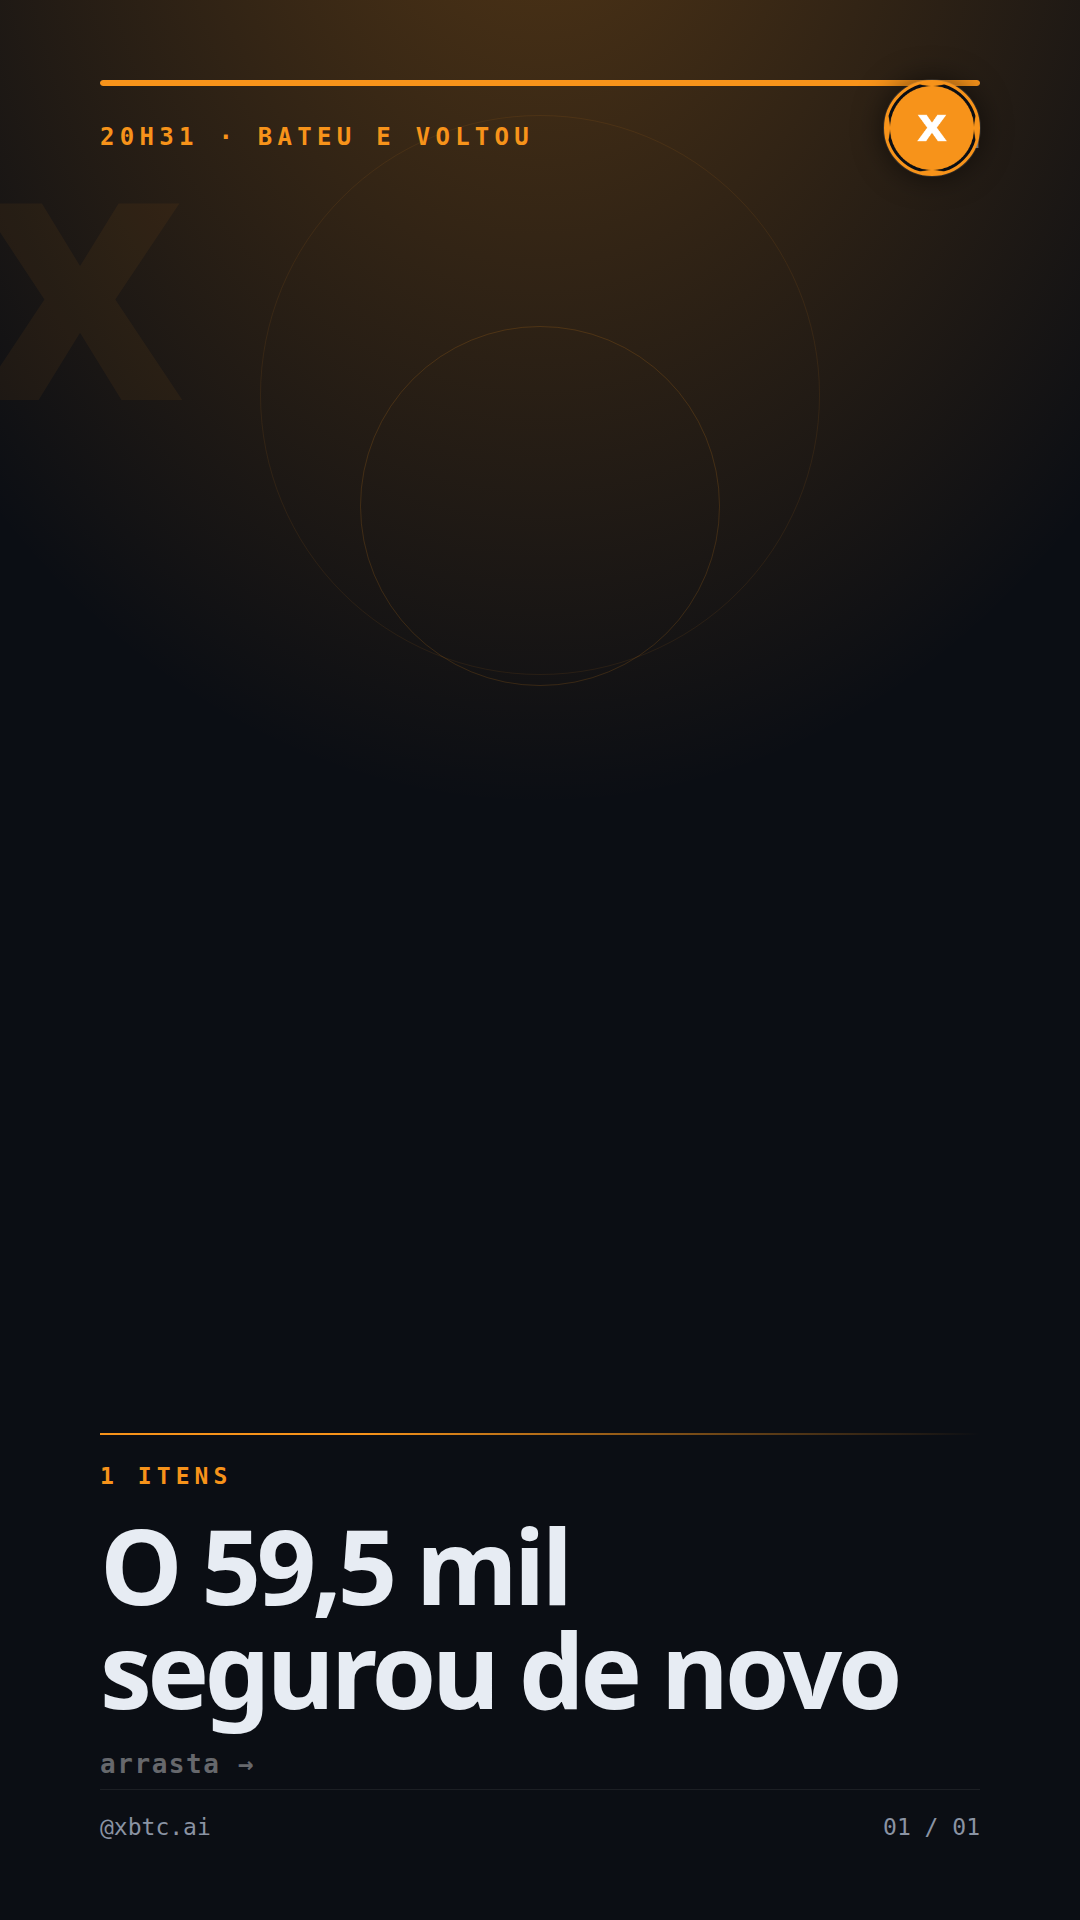 20H31 · BATEU E VOLTOU
x
x
1 ITENS
O 59,5 mil
segurou de novo
arrasta →
@xbtc.ai
01 / 01